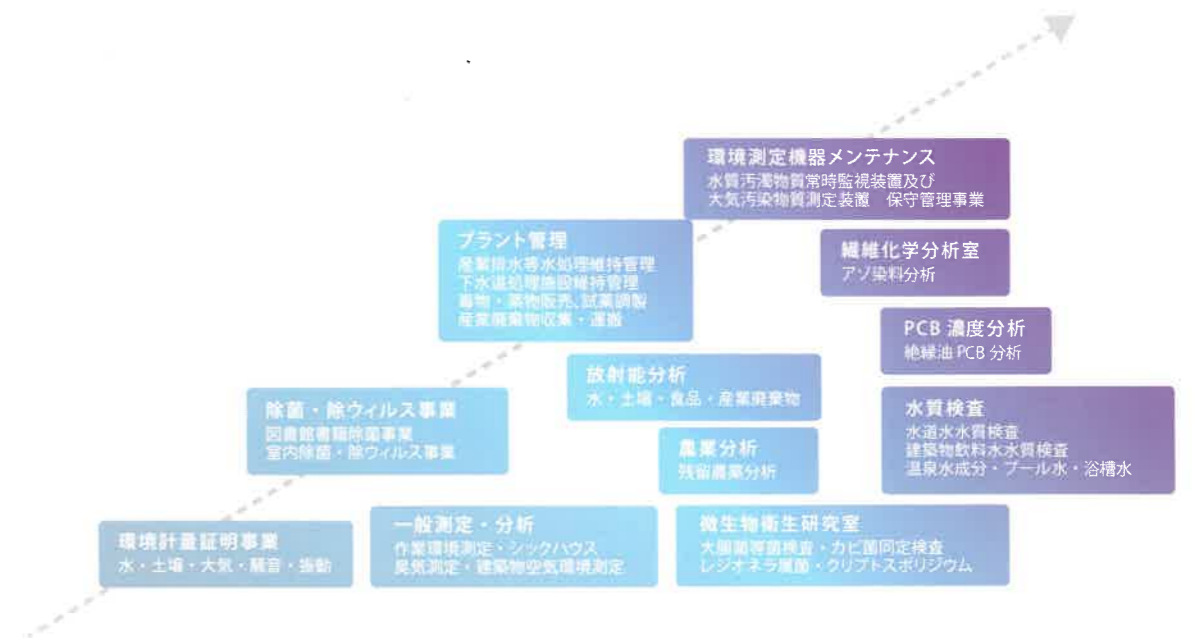 環境測定機器メンテナンス
水質汚濁物質常時監視装置及び
大気汚染物質測定装置　保守管理事業
プラント管理
産業排水等水処理維持管理
下水道処理施設維持管理
毒物・薬物販売、試薬調製
産業廃棄物収集・運搬
繊維化学分析室
アゾ染料分析
PCB 濃度分析
絶縁油 PCB 分析
放射能分析
水・土壌・食品・産業廃棄物
除菌・除ウィルス事業
図書館書籍除菌事業
室内除菌・除ウィルス事業
水質検査
水道水水質検査
建築物飲料水水質検査
温泉水成分・プール水・浴槽水
農業分析
残留農薬分析
環境計量証明事業
水・土壌・大気・騒音・振動
一般測定・分析
作業環境測定・シックハウス
臭気測定・建築物空気環境測定
微生物衛生研究室
大腸菌等菌検査・カビ菌同定検査
レジオネラ属菌・クリプトスポリジウム